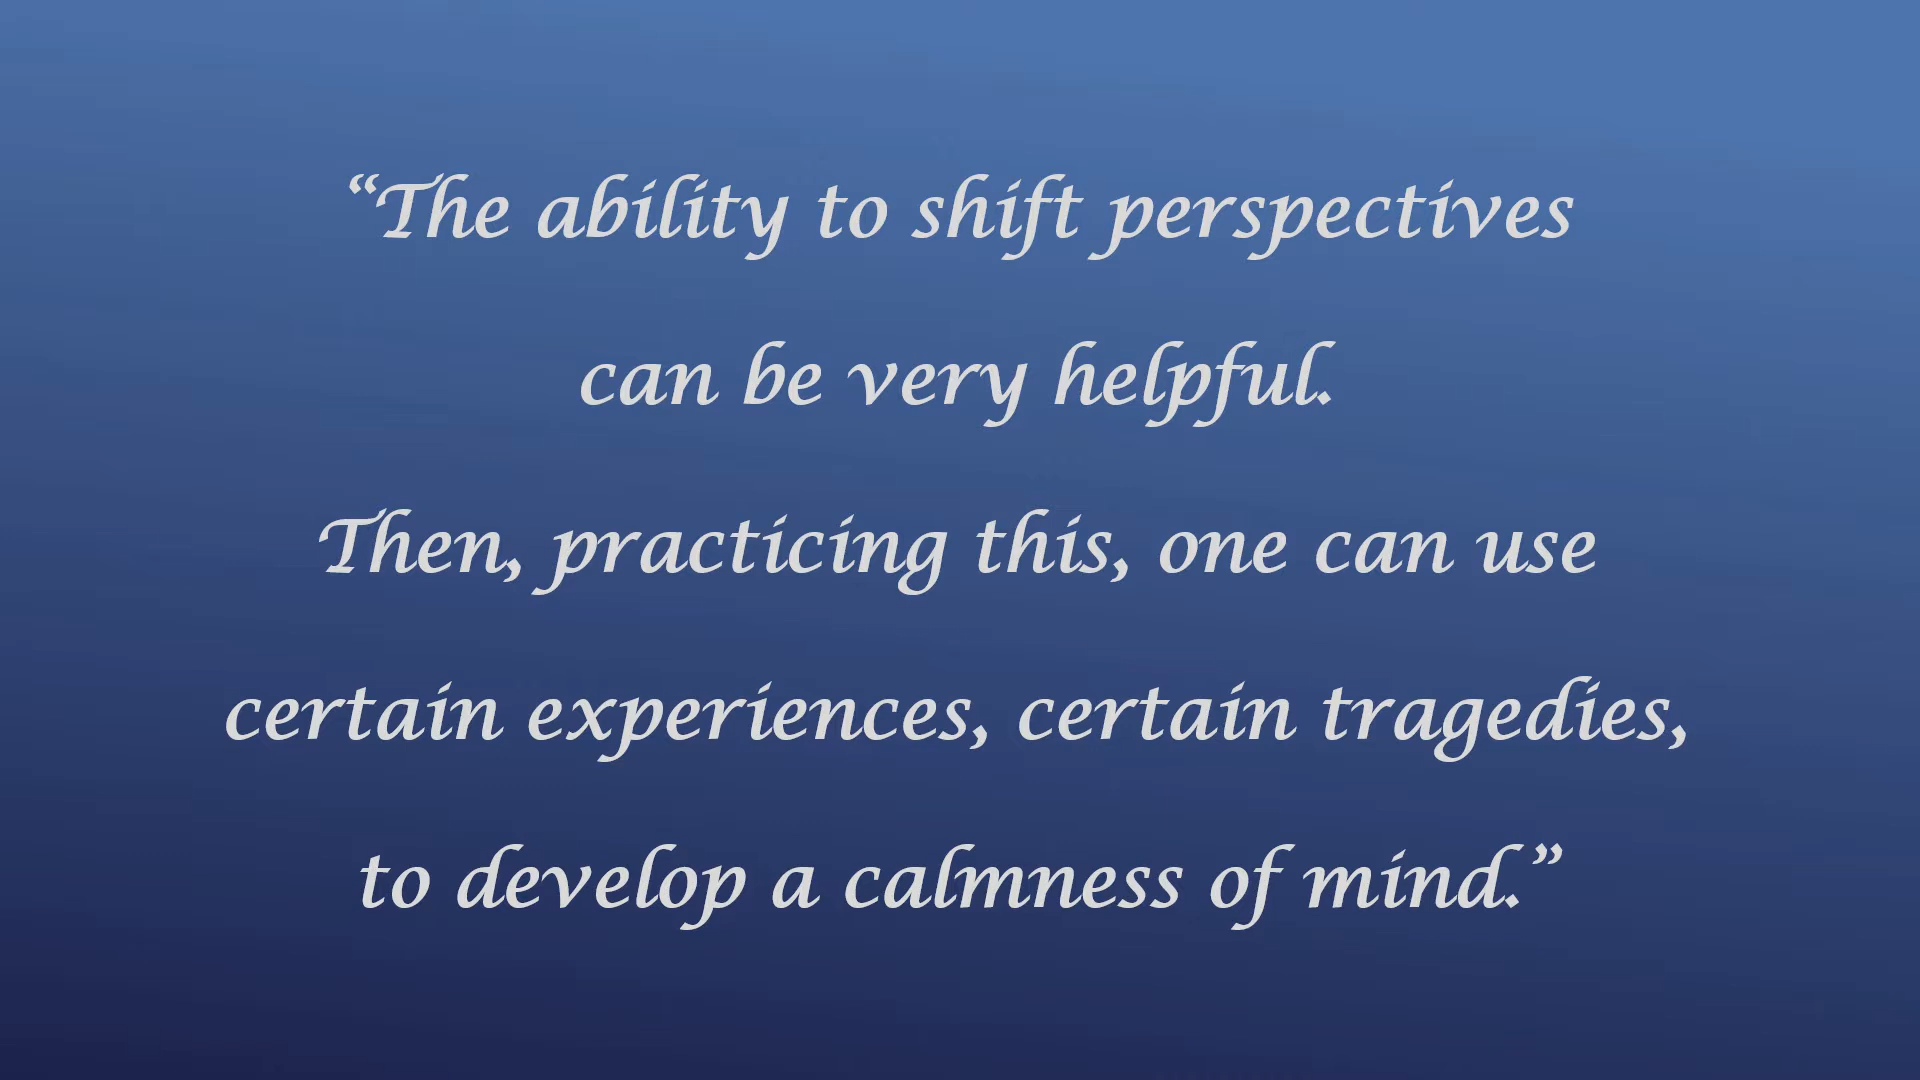 “The ability to shift perspectives
can be very helpful.
Then, practicing this, one can use
certain experiences, certain tragedies,
to develop a calmness of mind.”